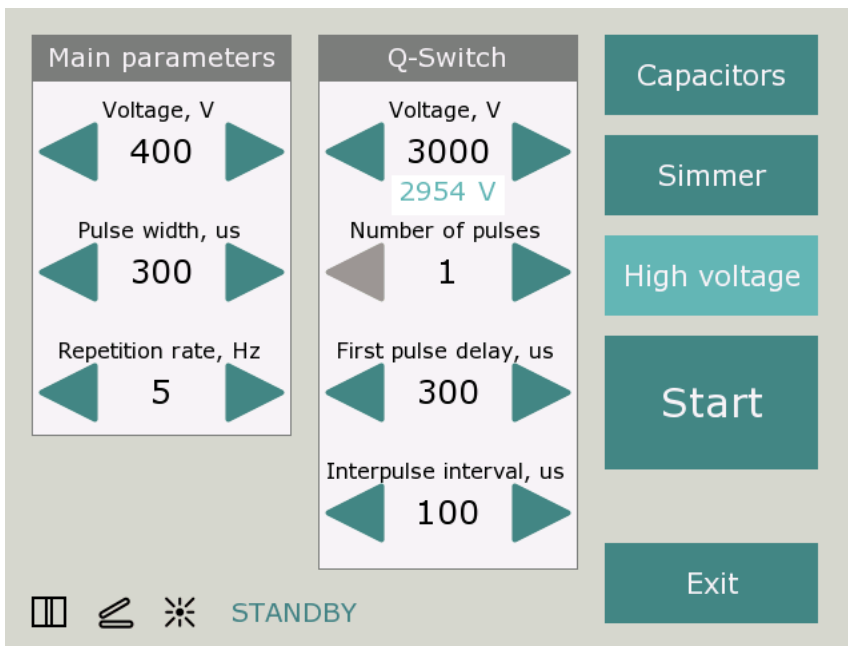 Main parameters
Voltage, V
400
Pulse width, us
300
Repetition rate, Hz
5
Q-Switch
Voltage, V
3000
2954 V
Number of pulses
1
First pulse delay, us
300
Interpulse interval, us
100
Capacitors
Simmer
High voltage
Start
Exit
STANDBY